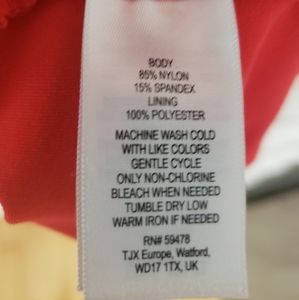 BODY
85% NYLON
15% SPANDEX
LINING
100% POLYESTER
MACHINE WASH COLD
WITH LIKE COLORS
GENTLE CYCLE
ONLY NON-CHLORINE
BLEACH WHEN NEEDED
TUMBLE DRY LOW
WARM IRON IF NEEDED
RN# 59478
TJX Europe, Watford,
WD17 1TX, UK